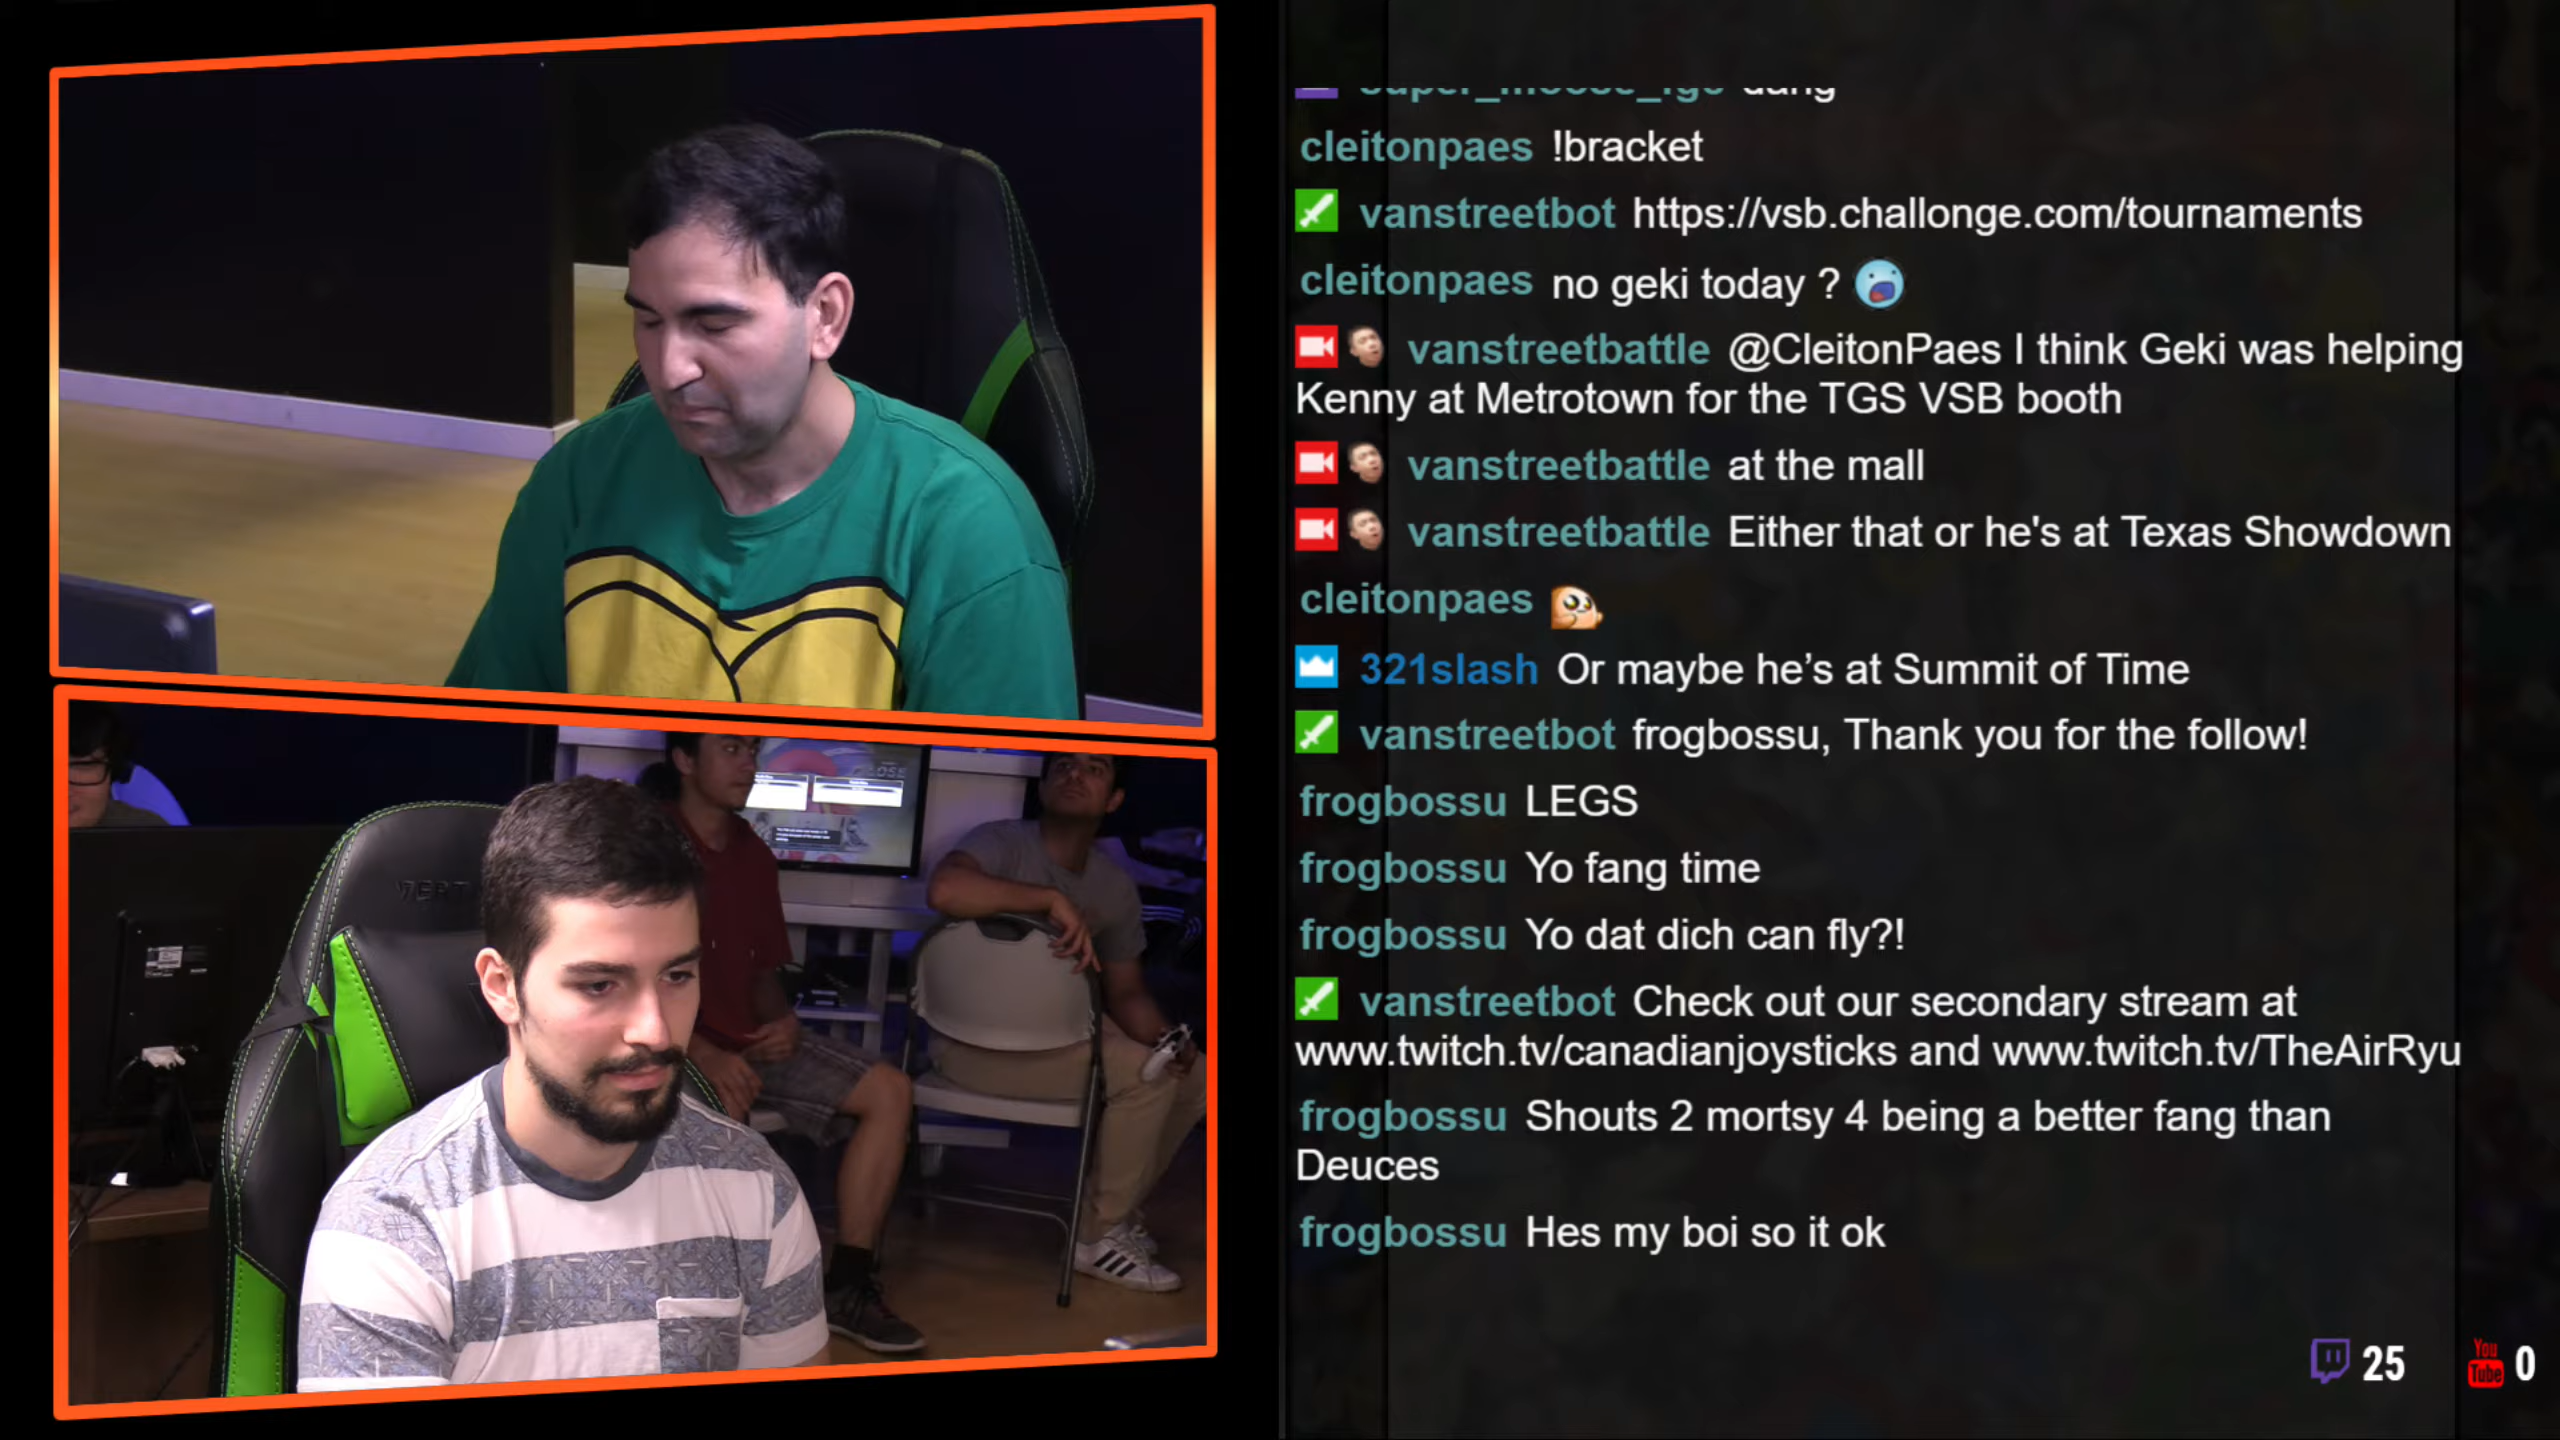 dang
cleitonpaes !bracket
vanstreetbot https://vsb.challonge.com/tournaments
cleitonpaes no geki today ?
vanstreetbattle @CleitonPaes I think Geki was helping
Kenny at Metrotown for the TGS VSB booth
vanstreetbattle at the mall
vanstreetbattle Either that or he's at Texas Showdown
cleitonpaes
321slash Or maybe he’s at Summit of Time
vanstreetbot frogbossu, Thank you for the follow!
frogbossu LEGS
frogbossu Yo fang time
frogbossu Yo dat dich can fly?!
vanstreetbot Check out our secondary stream at
www.twitch.tv/canadianjoysticks and www.twitch.tv/TheAirRyu
frogbossu Shouts 2 mortsy 4 being a better fang than
Deuces
frogbossu Hes my boi so it ok
25
You
Tube 0